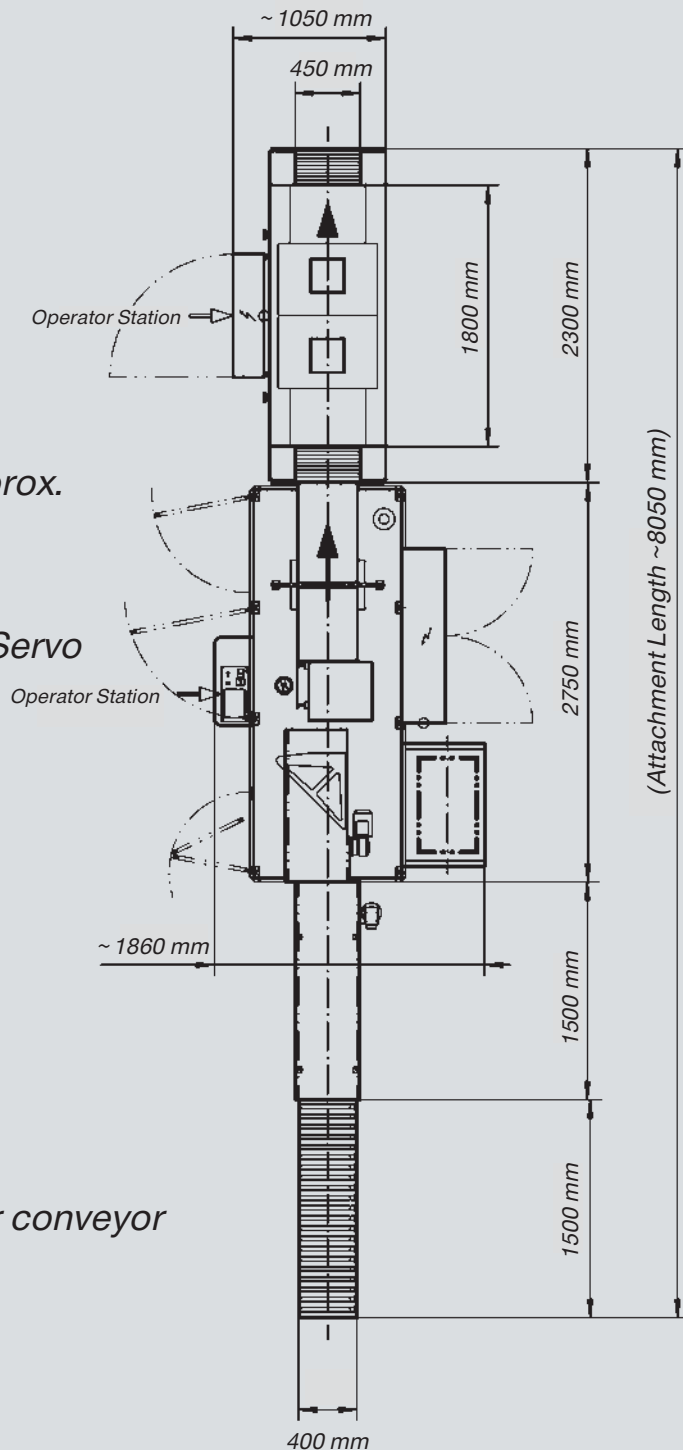 ~ 1050 mm
450 mm
Operator Station
1800 mm
2300 mm
rox.
(Attachment Length ~8050 mm)
Servo
Operator Station
2750 mm
~ 1860 mm
1500 mm
conveyor
1500 mm
400 mm